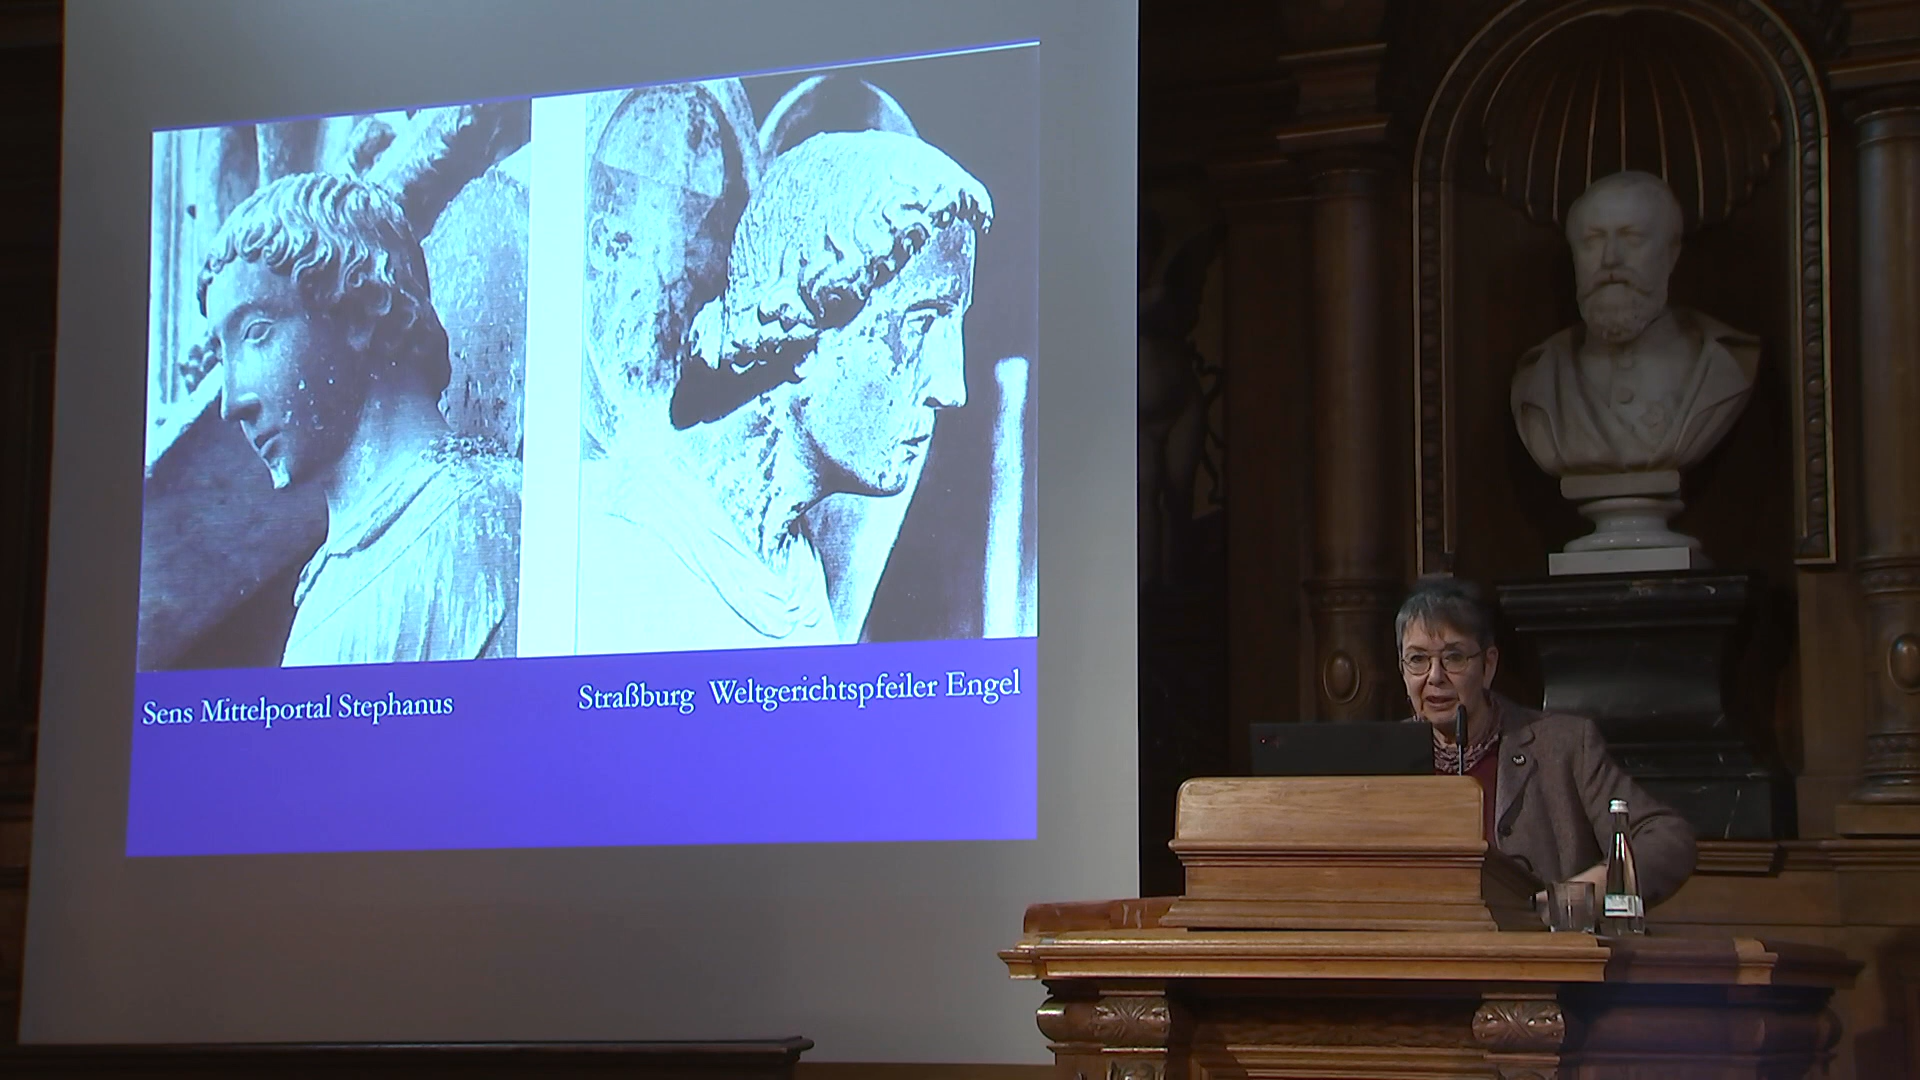 Sens Mittelportal Stephanus
Straßburg Weltgerichtspfeiler Engel